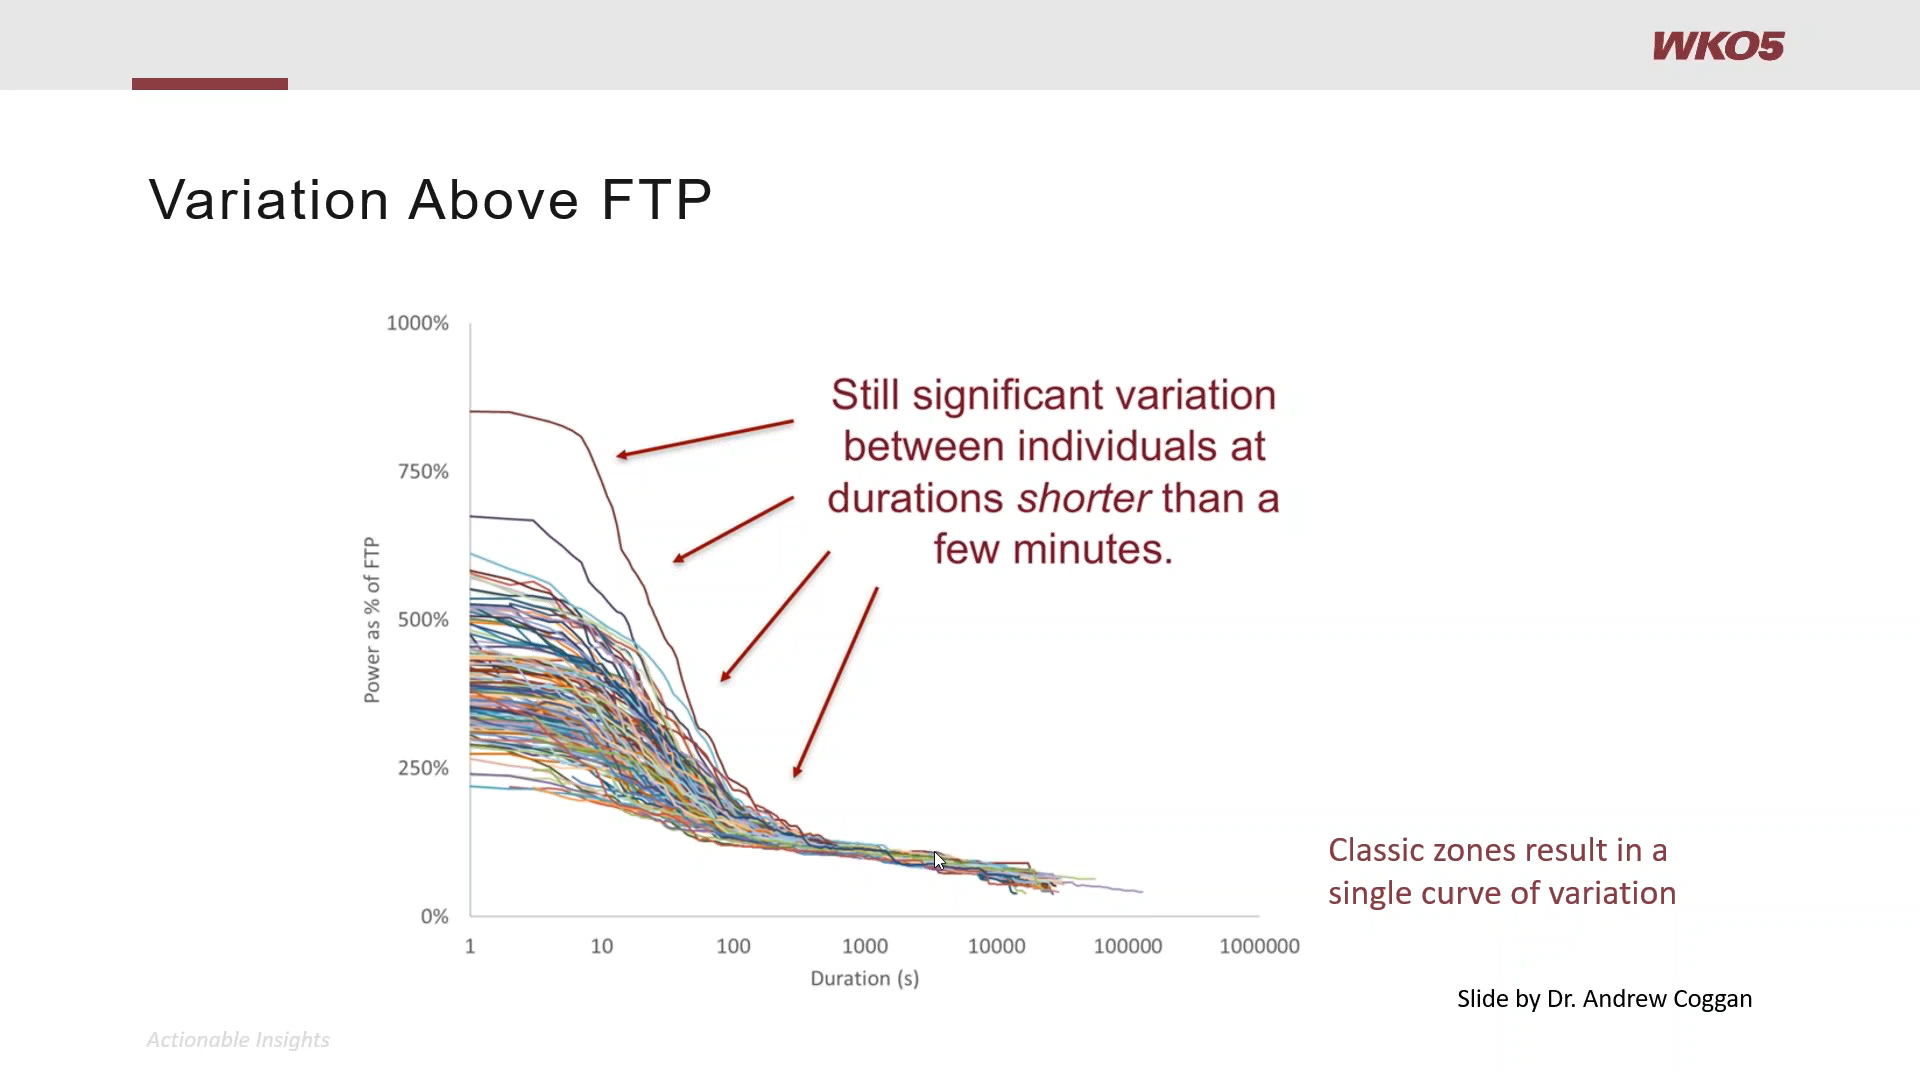 WKO5
Variation Above FTP
1000%
750%
500%
250%
0%
Power as % of FTP
Still significant variation
between individuals at
durations shorter than a
few minutes.
1 10 100 1000 10000 100000 1000000
Duration (s)
Classic zones result in a
single curve of variation
Slide by Dr. Andrew Coggan
Actionable Insights